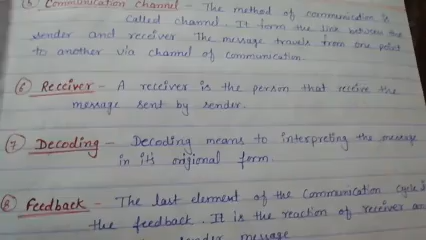 ⑤ Communication channel - The method of communication is
called channel. It form the link between the
sender and receiver The message travels from one point
to another via channel of communication.
⑥ Receiver - A receiver is the person that receive the
message sent by sender.
⑦ Decoding - Decoding means to interpreting the message
in its origional form.
⑧ Feedback - The last element of the Communication cycle is
the feedback. It is the reaction of receiver on
sender message